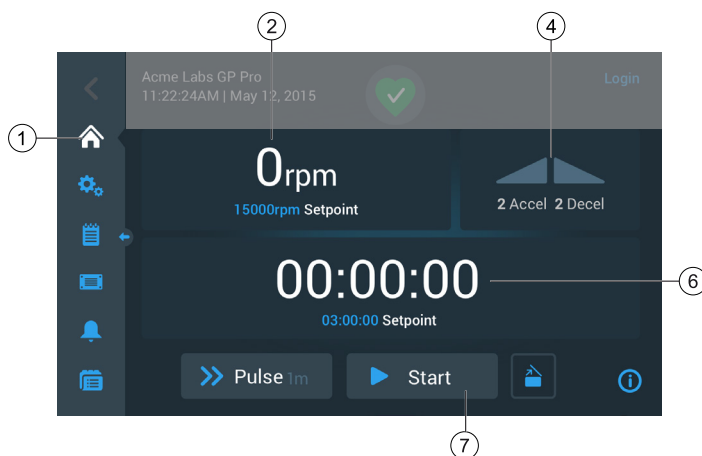 2
4
Acme Labs GP Pro
Login
11:22:24AM | May 12, 2015
1
0rpm
15000rpm Setpoint
2 Accel 2 Decel
00:00:00
6
03:00:00 Setpoint
Pulse 1m
Start
7